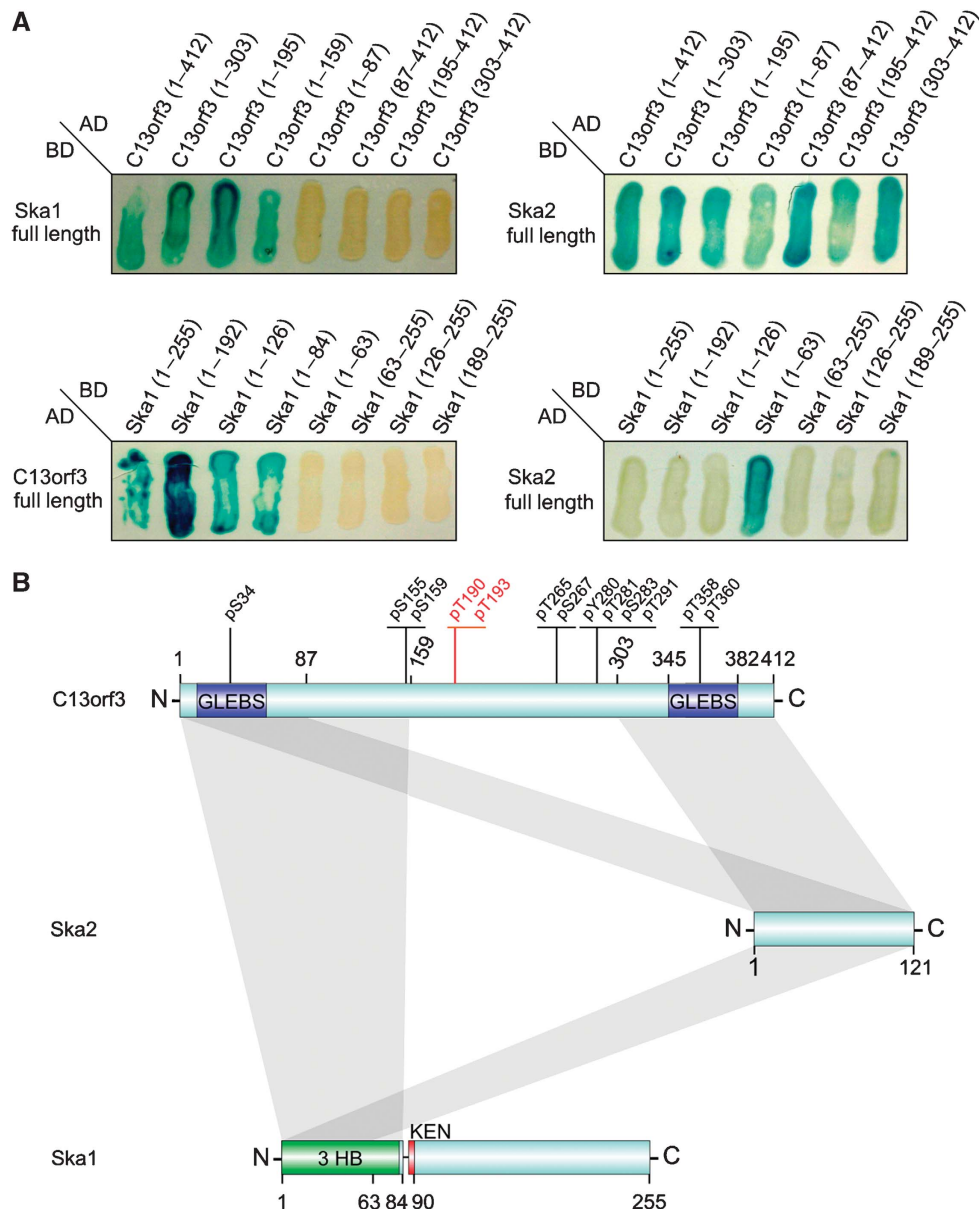 A
AD
BD
C13orf3 (1–412)
C13orf3 (1–303)
C13orf3 (1–195)
C13orf3 (1–159)
C13orf3 (1–87)
C13orf3 (87–412)
C13orf3 (195–412)
C13orf3 (303–412)
Ska1
full length
AD
BD
C13orf3 (1–412)
C13orf3 (1–303)
C13orf3 (1–195)
C13orf3 (1–87)
C13orf3 (87–412)
C13orf3 (195–412)
C13orf3 (303–412)
Ska2
full length
BD
AD
Ska1 (1–255)
Ska1 (1–192)
Ska1 (1–126)
Ska1 (1–84)
Ska1 (1–63)
Ska1 (63–255)
Ska1 (126–255)
Ska1 (189–255)
C13orf3
full length
BD
AD
Ska1 (1–255)
Ska1 (1–192)
Ska1 (1–126)
Ska1 (1–63)
Ska1 (63–255)
Ska1 (126–255)
Ska1 (189–255)
Ska2
full length
B
pS34
pS155
pS159
pT190
pT193
pT265
pS267
pY280
pT281
pS283
pT291
pT358
pT360
1 87 159 303 345 382 412
C13orf3 N GLEBS GLEBS C
Ska2 N C
1 121
KEN
Ska1 N 3 HB C
1 63 84 90 255